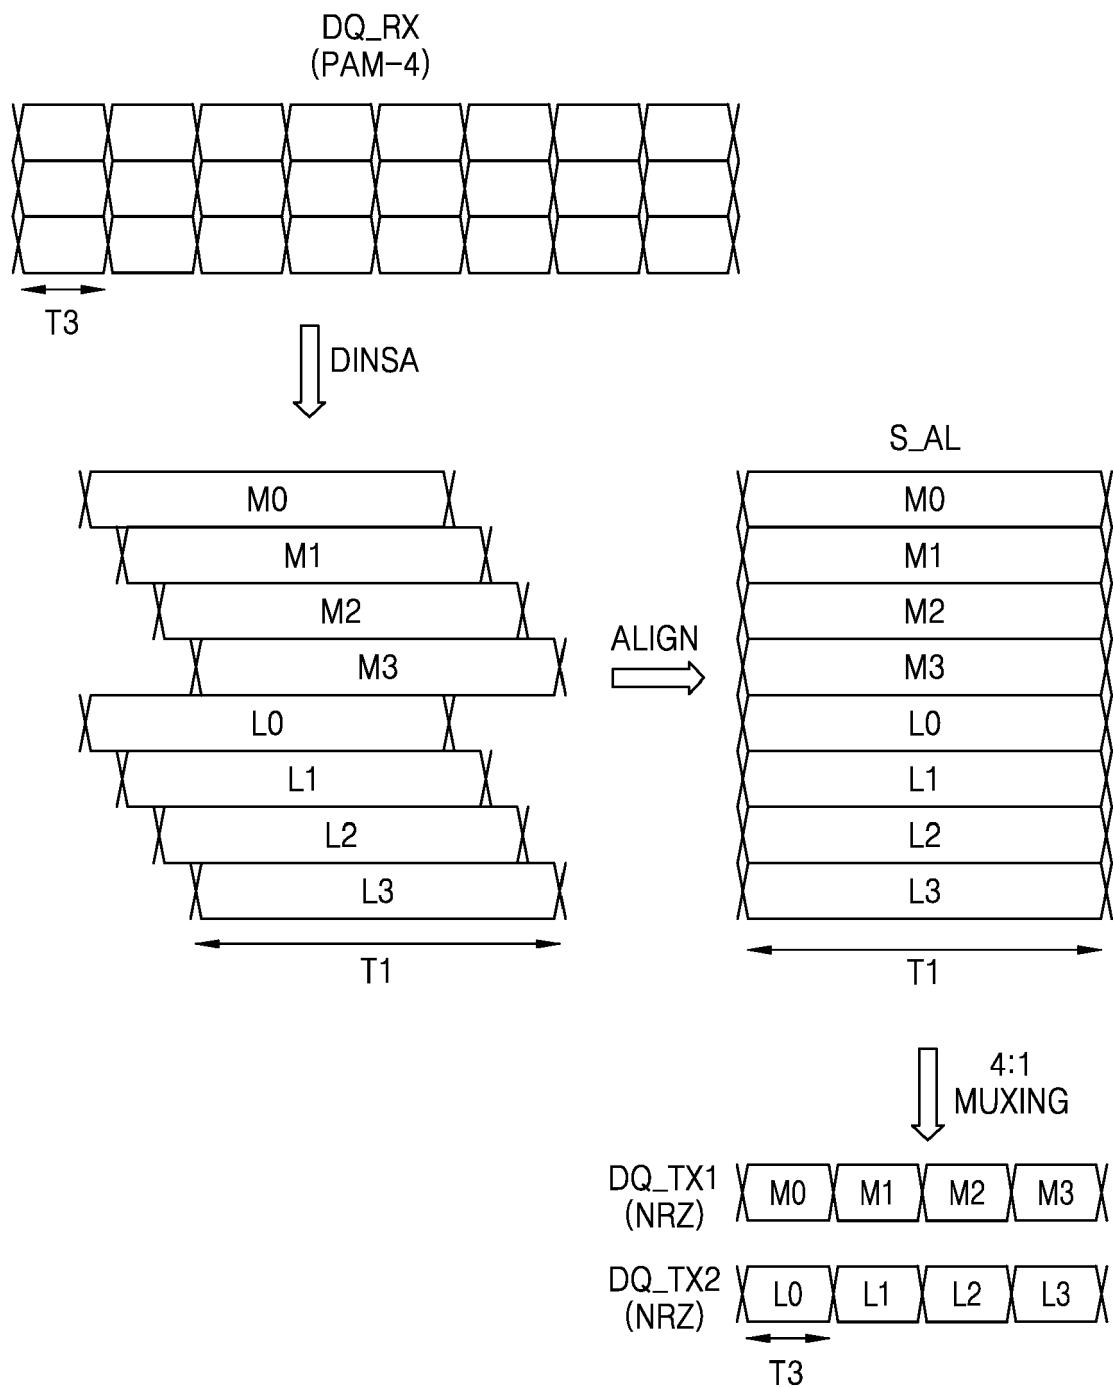 DQ_RX
(PAM-4)
T3
DINSA
M0
M1
M2
M3
L0
L1
L2
L3
T1
ALIGN
S_AL
M0
M1
M2
M3
L0
L1
L2
L3
T1
4:1
MUXING
DQ_TX1
(NRZ)
M0 M1 M2 M3
DQ_TX2
(NRZ)
L0 L1 L2 L3
T3